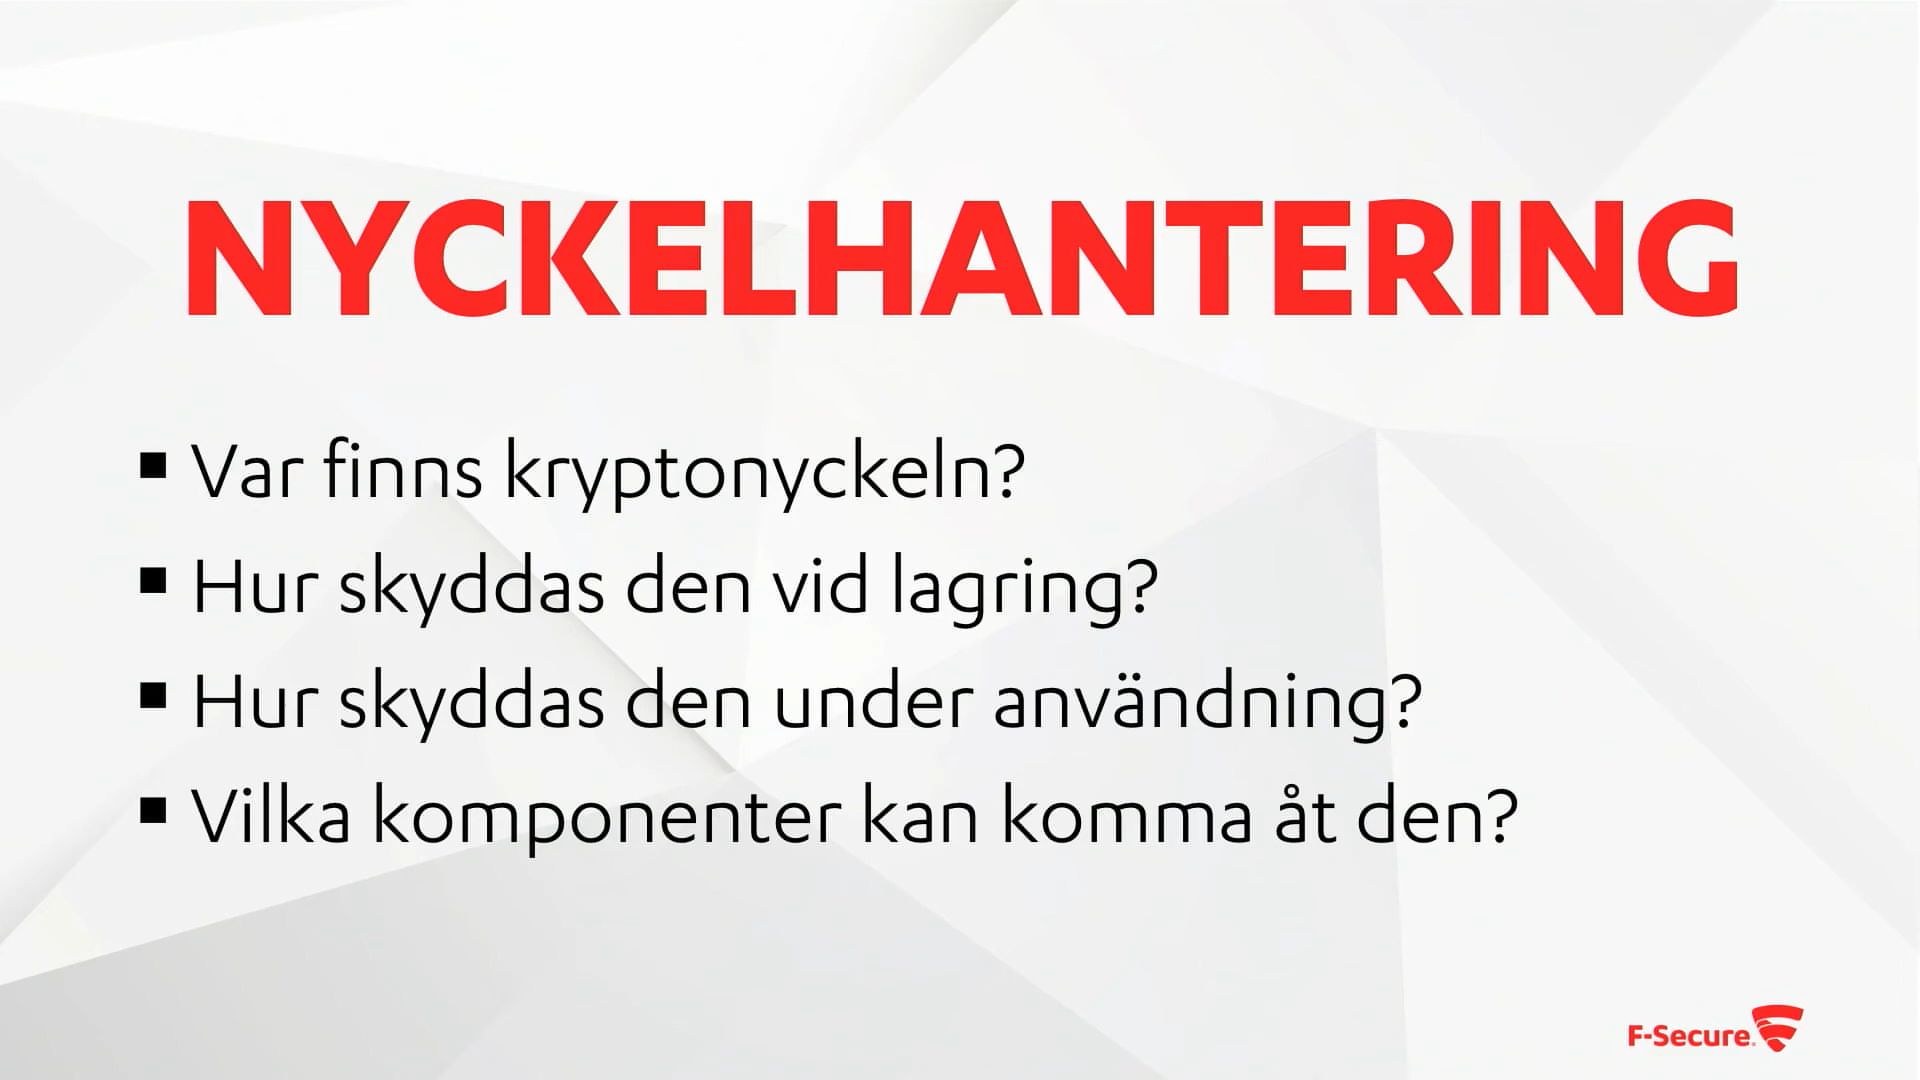 NYCKELHANTERING
▪ Var finns kryptonyckeln?
▪ Hur skyddas den vid lagring?
▪ Hur skyddas den under användning?
▪ Vilka komponenter kan komma åt den?
F-Secure.